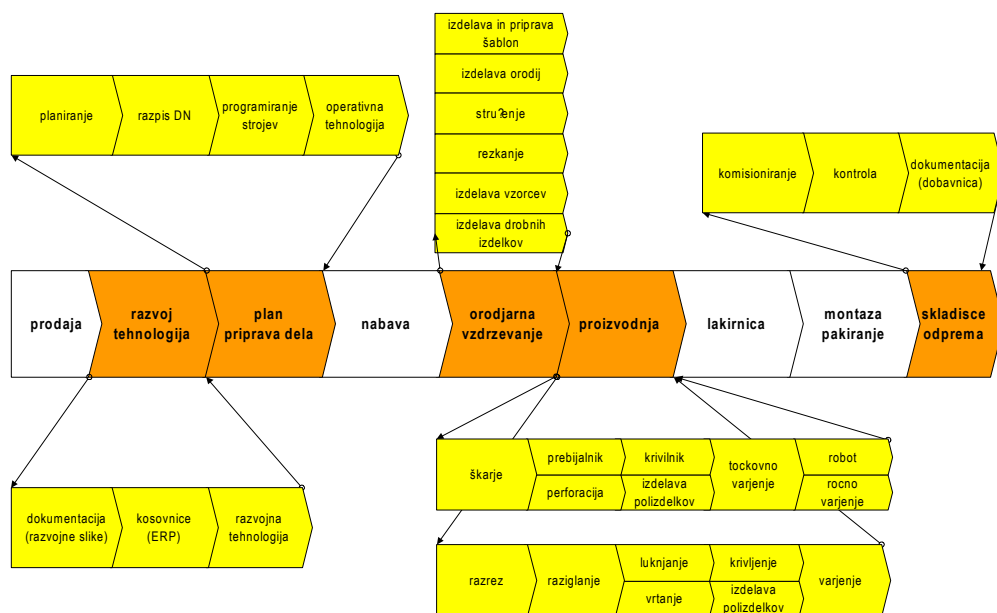 izdelava in priprava
šablon
izdelava orodij
stru?enje
rezkanje
izdelava vzorcev
izdelava drobnih
izdelkov
planiranje
razpis DN
programiranje
strojev
operativna
tehnologija
komisioniranje
kontrola
dokumentacija
(dobavnica)
prodaja
razvoj
tehnologija
plan
priprava dela
nabava
orodjarna
vzdrzevanje
proizvodnja
lakirnica
montaza
pakiranje
skladisce
odprema
škarje
prebijalnik
perforacija
krivilnik
izdelava
polizdelkov
tockovno
varjenje
robot
rocno
varjenje
dokumentacija
(razvojne slike)
kosovnice
(ERP)
razvojna
tehnologija
razrez
raziglanje
luknjanje
vrtanje
krivljenje
izdelava
polizdelkov
varjenje